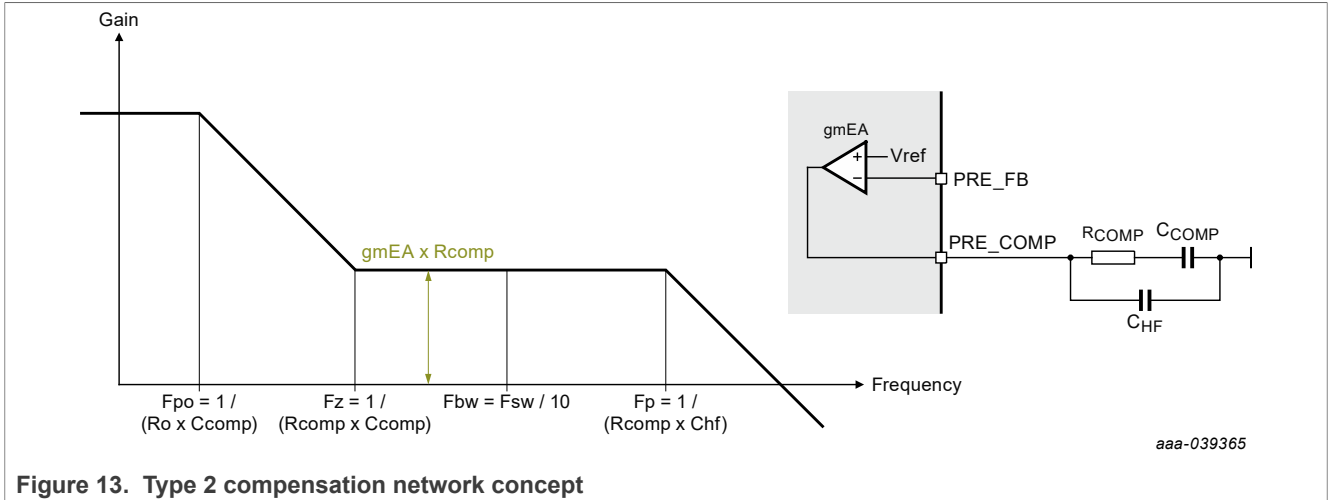 Gain
gmEA x Rcomp
Fpo = 1 /
(Ro x Ccomp)
Fz = 1 /
(Rcomp x Ccomp)
Fbw = Fsw / 10
Fp = 1 /
(Rcomp x Chf)
Frequency
gmEA
+
Vref
−
PRE_FB
PRE_COMP
RCOMP
CCOMP
CHF
aaa-039365
Figure 13. Type 2 compensation network concept